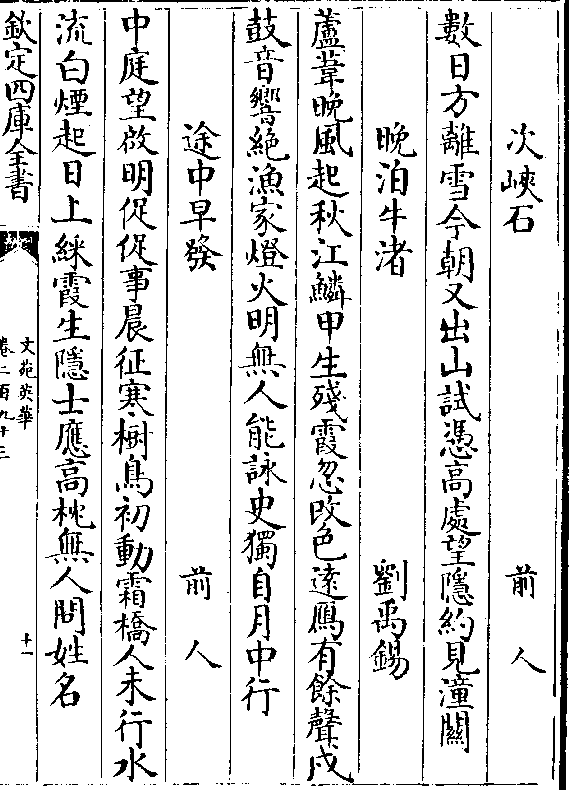 次峽石　前人
數日方離雪今朝又出山試憑高處望隱約見潼關
晚泊牛渚　劉禹錫
蘆葦晚風起秋江鱗甲生殘霞忽改色遠鴈有餘聲戍
鼓音響絶漁家燈火明無人能詠史獨自月中行
途中早發　前人
中庭望啟明促促事晨征寒樹鳥初動霜橋人未行水
流白煙起日上綵霞生隱士應高枕無人問姓名
欽定四庫全書
文苑英華
卷二百九十三
十一